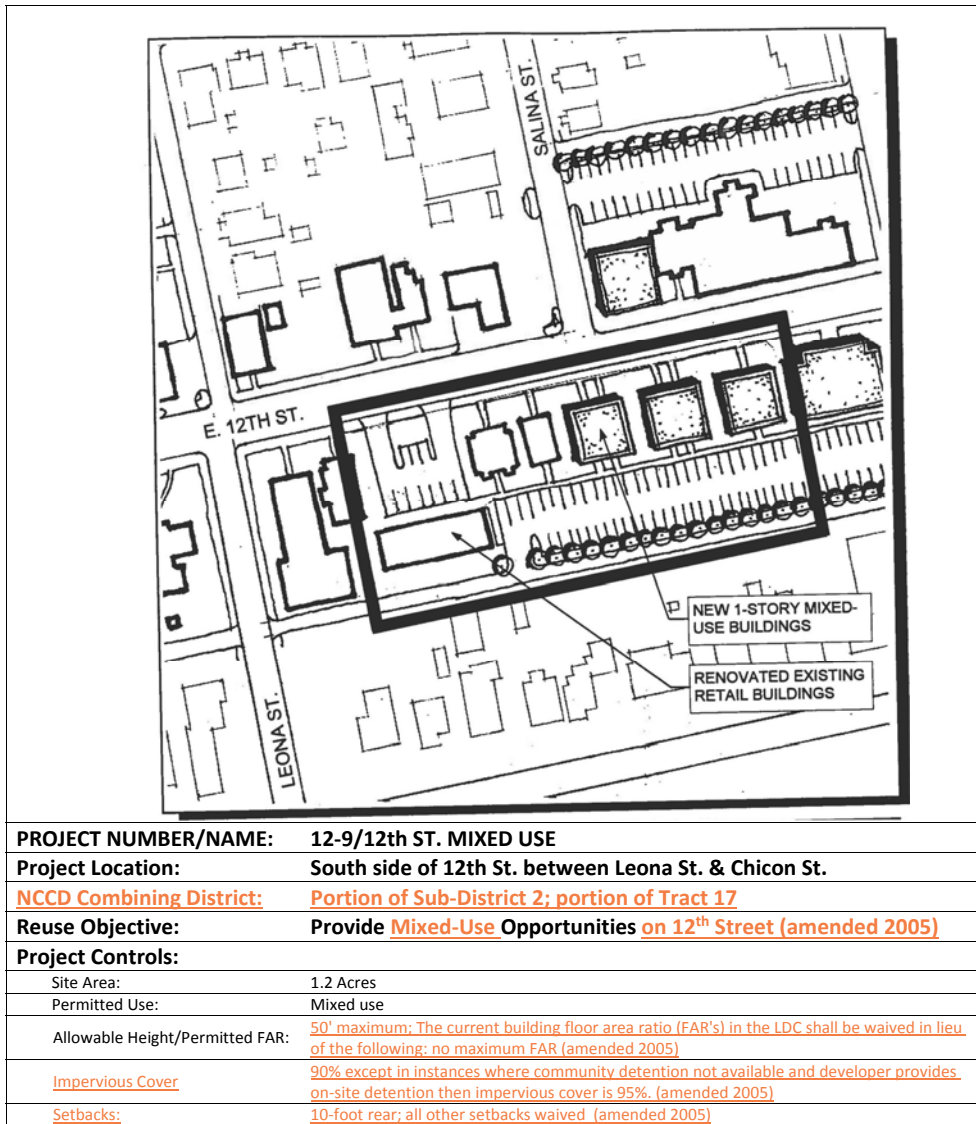 SALINA ST.
E. 12TH ST.
NEW 1-STORY MIXED-
USE BUILDINGS
RENOVATED EXISTING
RETAIL BUILDINGS
LEONA ST.
PROJECT NUMBER/NAME: 12-9/12th ST. MIXED USE
Project Location: South side of 12th St. between Leona St. & Chicon St.
NCCD Combining District: Portion of Sub-District 2; portion of Tract 17
Reuse Objective: Provide Mixed-Use Opportunities on 12th Street (amended 2005)
Project Controls:
Site Area: 1.2 Acres
Permitted Use: Mixed use
Allowable Height/Permitted FAR: 50' maximum; The current building floor area ratio (FAR's) in the LDC shall be waived in lieu
of the following: no maximum FAR (amended 2005)
Impervious Cover 90% except in instances where community detention not available and developer provides
on-site detention then impervious cover is 95%. (amended 2005)
Setbacks: 10-foot rear; all other setbacks waived (amended 2005)